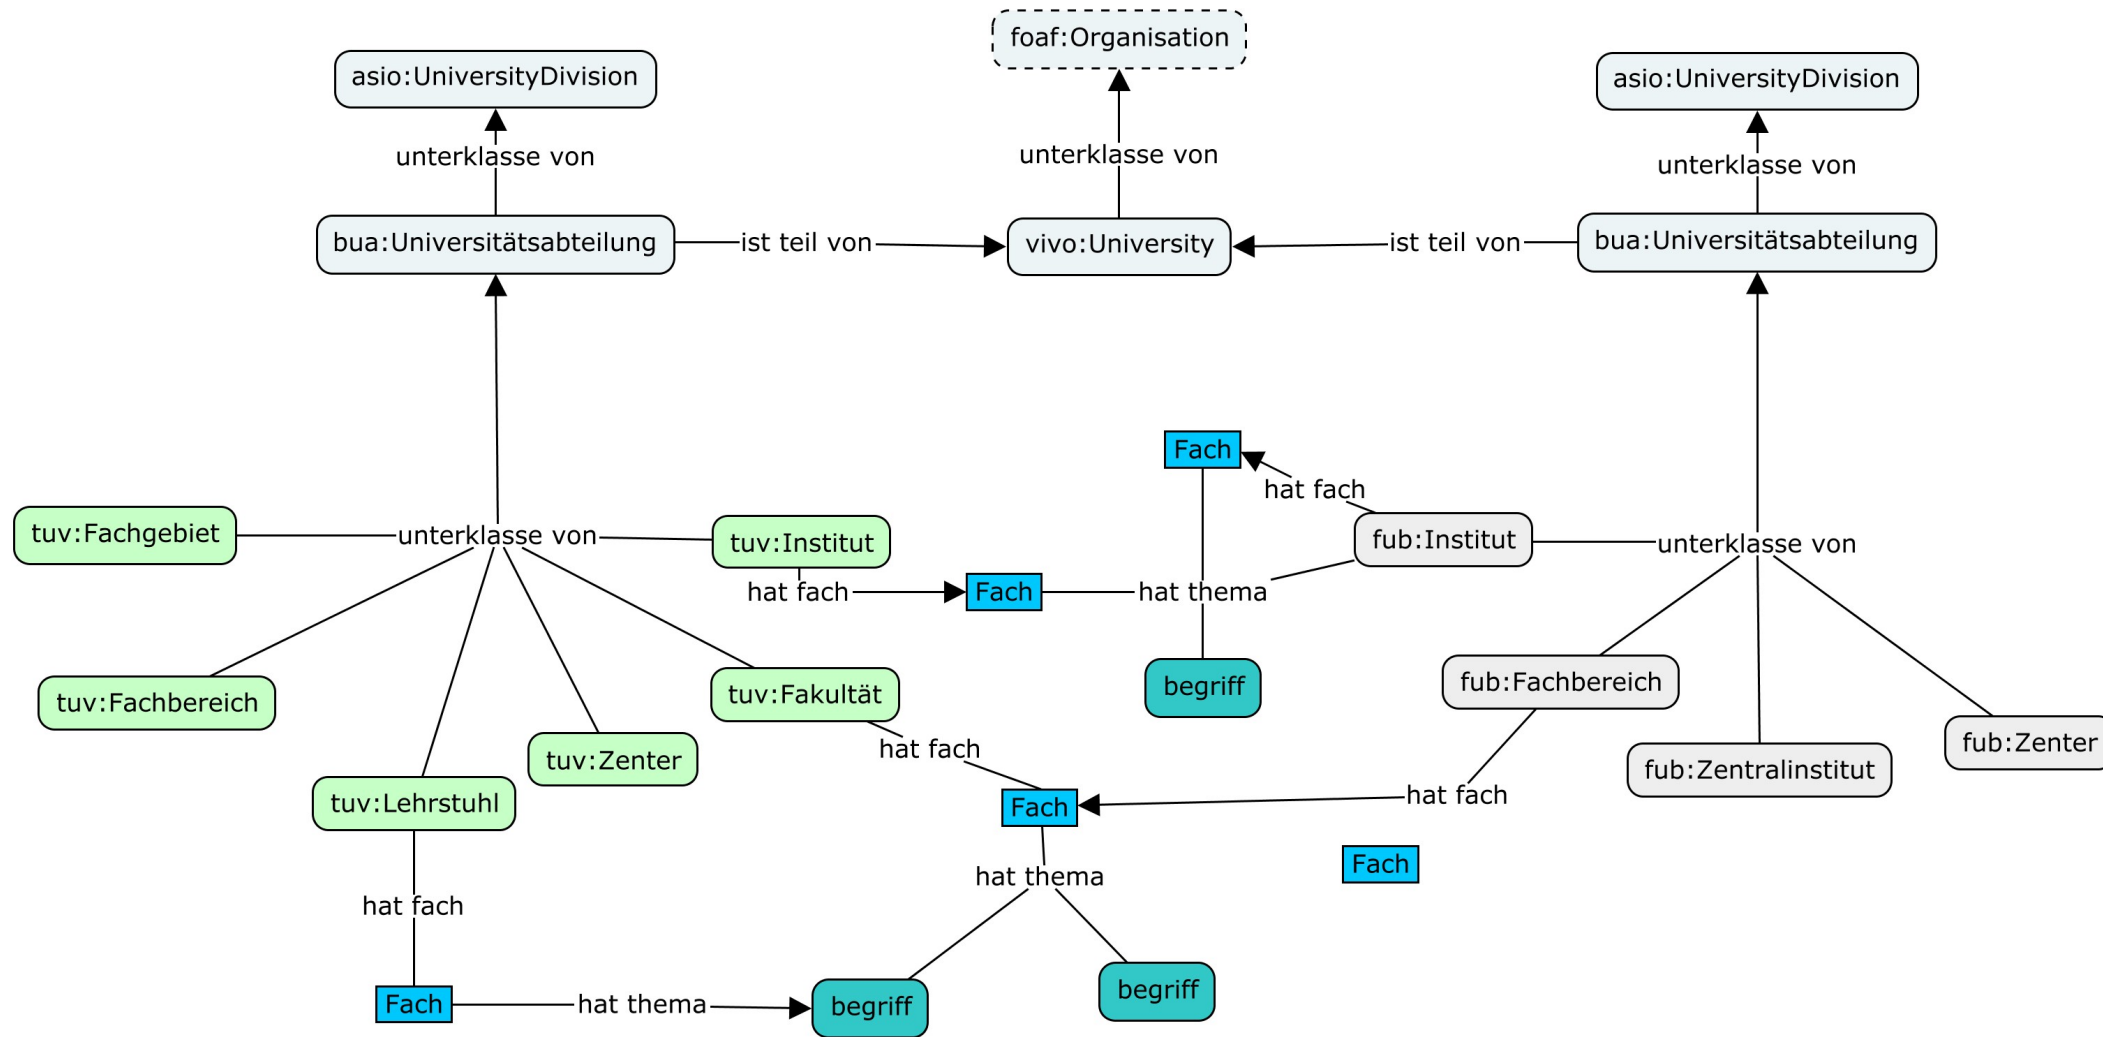 foaf:Organisation
asio:UniversityDivision
asio:UniversityDivision
unterklasse von
unterklasse von
unterklasse von
bua:Universitätsabteilung
ist teil von
vivo:University
ist teil von
bua:Universitätsabteilung
Fach
hat fach
tuv:Fachgebiet
unterklasse von
tuv:Institut
fub:Institut
unterklasse von
hat fach
Fach
hat thema
tuv:Fachbereich
tuv:Fakultät
begriff
fub:Fachbereich
hat fach
tuv:Zenter
fub:Zenter
fub:Zentralinstitut
tuv:Lehrstuhl
Fach
hat fach
Fach
hat thema
hat fach
begriff
Fach
hat thema
begriff